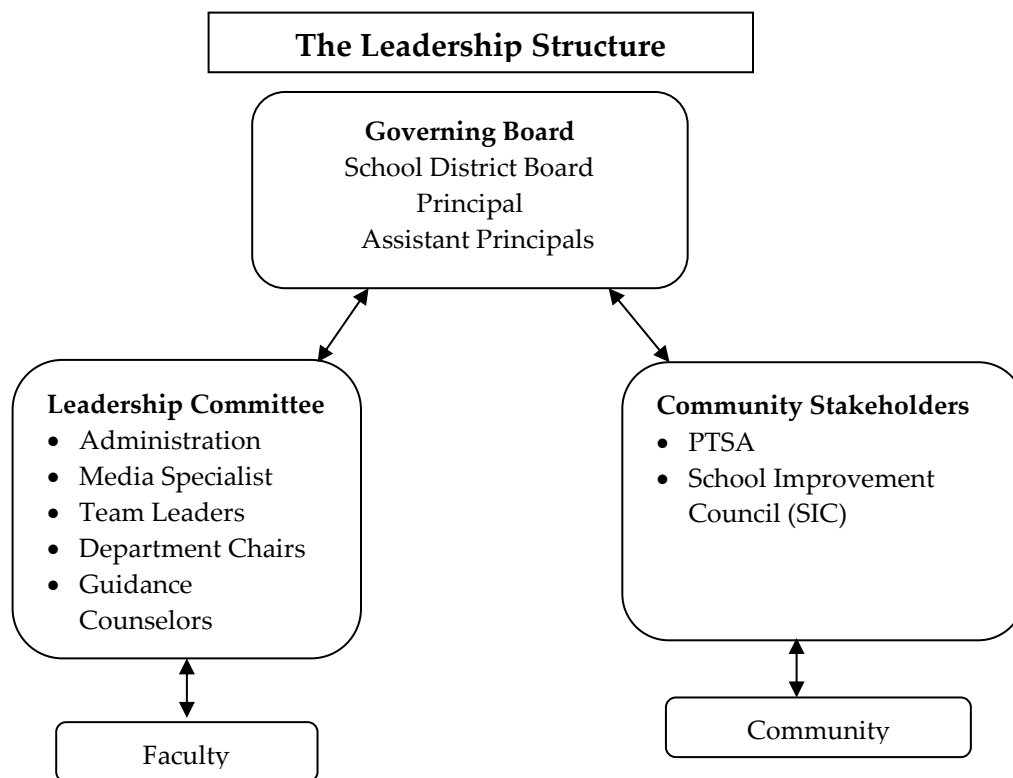 The Leadership Structure
Governing Board
School District Board
Principal
Assistant Principals
Leadership Committee
• Administration
• Media Specialist
• Team Leaders
• Department Chairs
• Guidance
Counselors
Community Stakeholders
• PTSA
• School Improvement
Council (SIC)
Faculty
Community